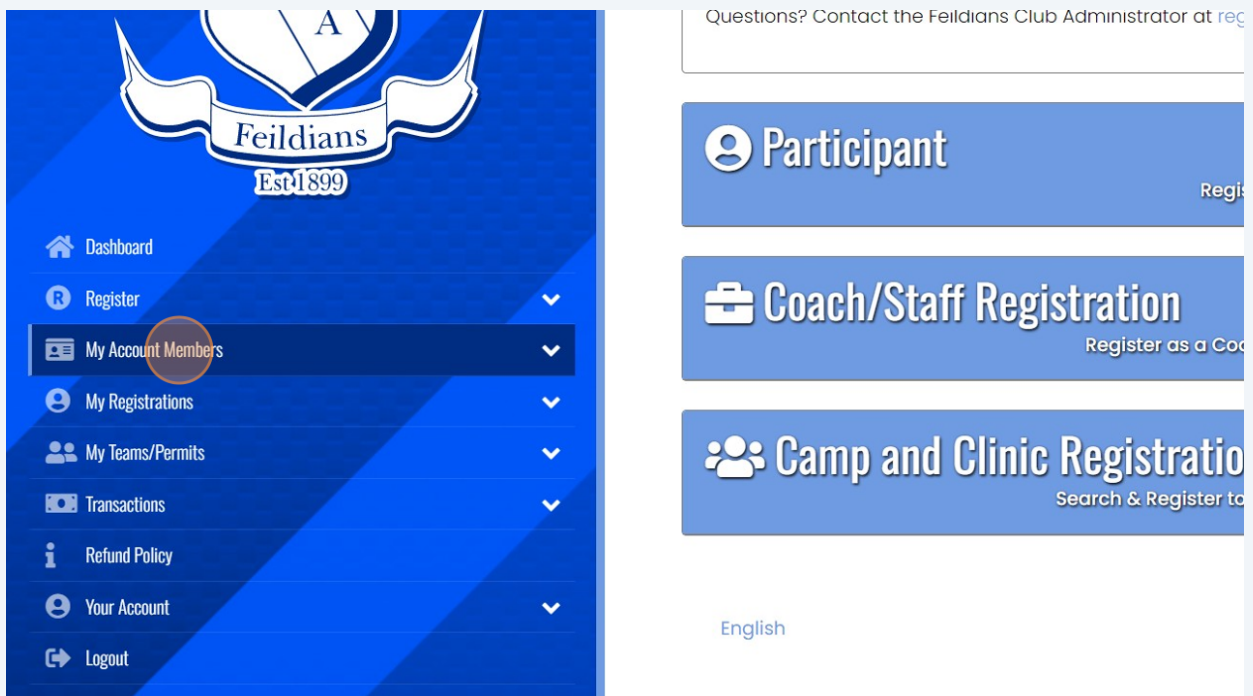 A
Feildians
Est 1899
Dashboard
Register
My Account Members
My Registrations
My Teams/Permits
Transactions
Refund Policy
Your Account
Logout
Questions? Contact the Feildians Club Administrator at
Participant
Coach/Staff Registration
Register as a
Camp and Clinic
Search & Register to
English